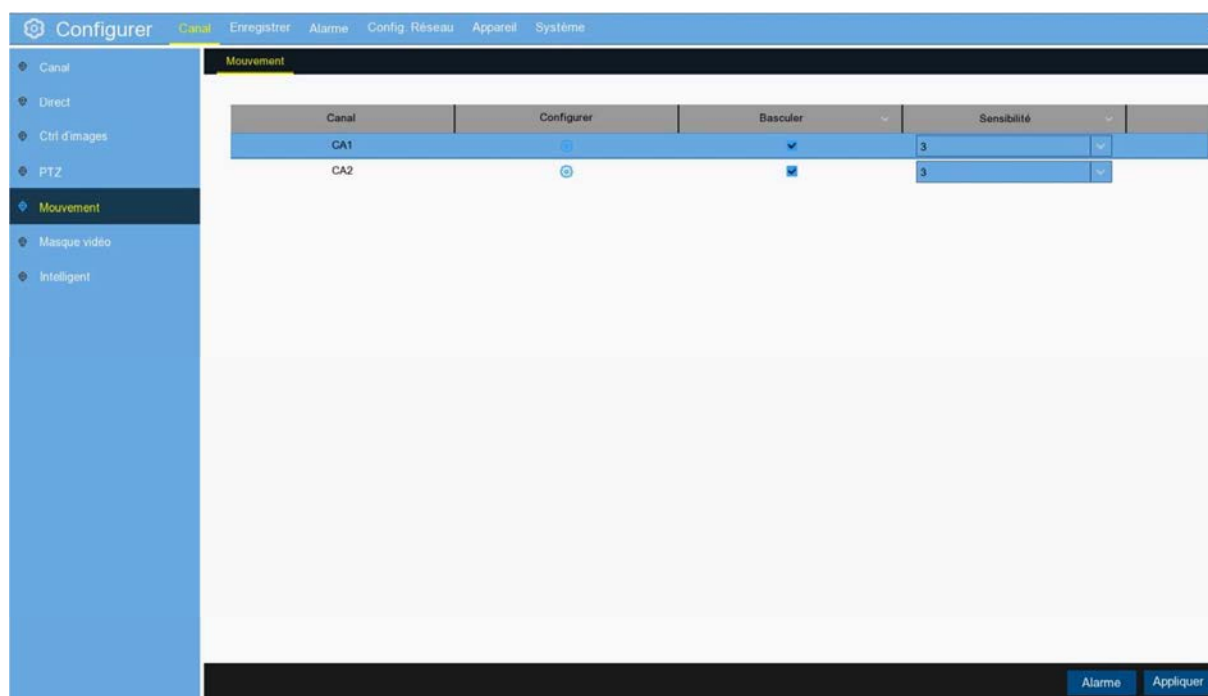 Configurer Canal Enregistrer Alarme Config. Réseau Appareil Système
Canal
Direct
Ctrl d'images
PTZ
Mouvement
Masque vidéo
Intelligent
Mouvement
Canal Configurer Basculer Sensibilité
CA1 3
CA2 3
Alarme Appliquer